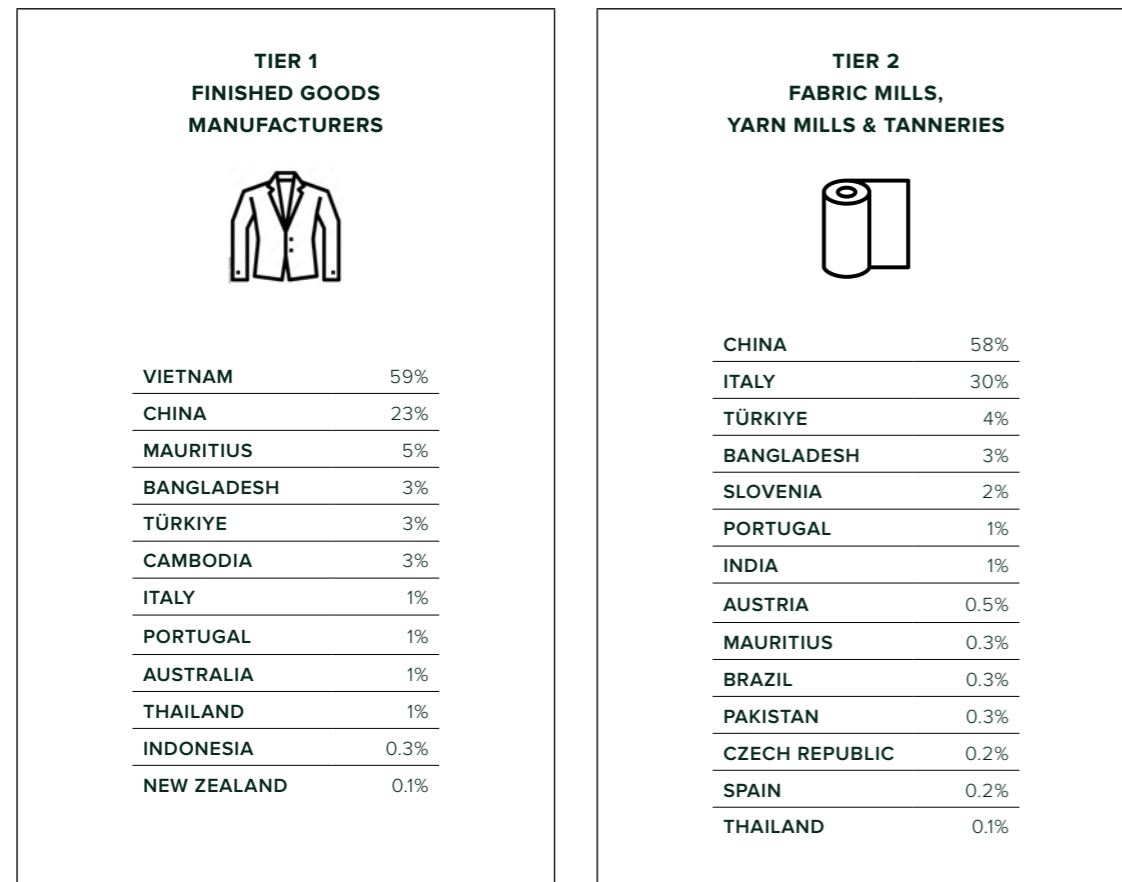 TIER 1
FINISHED GOODS
MANUFACTURERS
VIETNAM 59%
CHINA 23%
MAURITIUS 5%
BANGLADESH 3%
TÜRKIYE 3%
CAMBODIA 3%
ITALY 1%
PORTUGAL 1%
AUSTRALIA 1%
THAILAND 1%
INDONESIA 0.3%
NEW ZEALAND 0.1%
TIER 2
FABRIC MILLS,
YARN MILLS & TANNERIES
CHINA 58%
ITALY 30%
TÜRKIYE 4%
BANGLADESH 3%
SLOVENIA 2%
PORTUGAL 1%
INDIA 1%
AUSTRIA 0.5%
MAURITIUS 0.3%
BRAZIL 0.3%
PAKISTAN 0.3%
CZECH REPUBLIC 0.2%
SPAIN 0.2%
THAILAND 0.1%